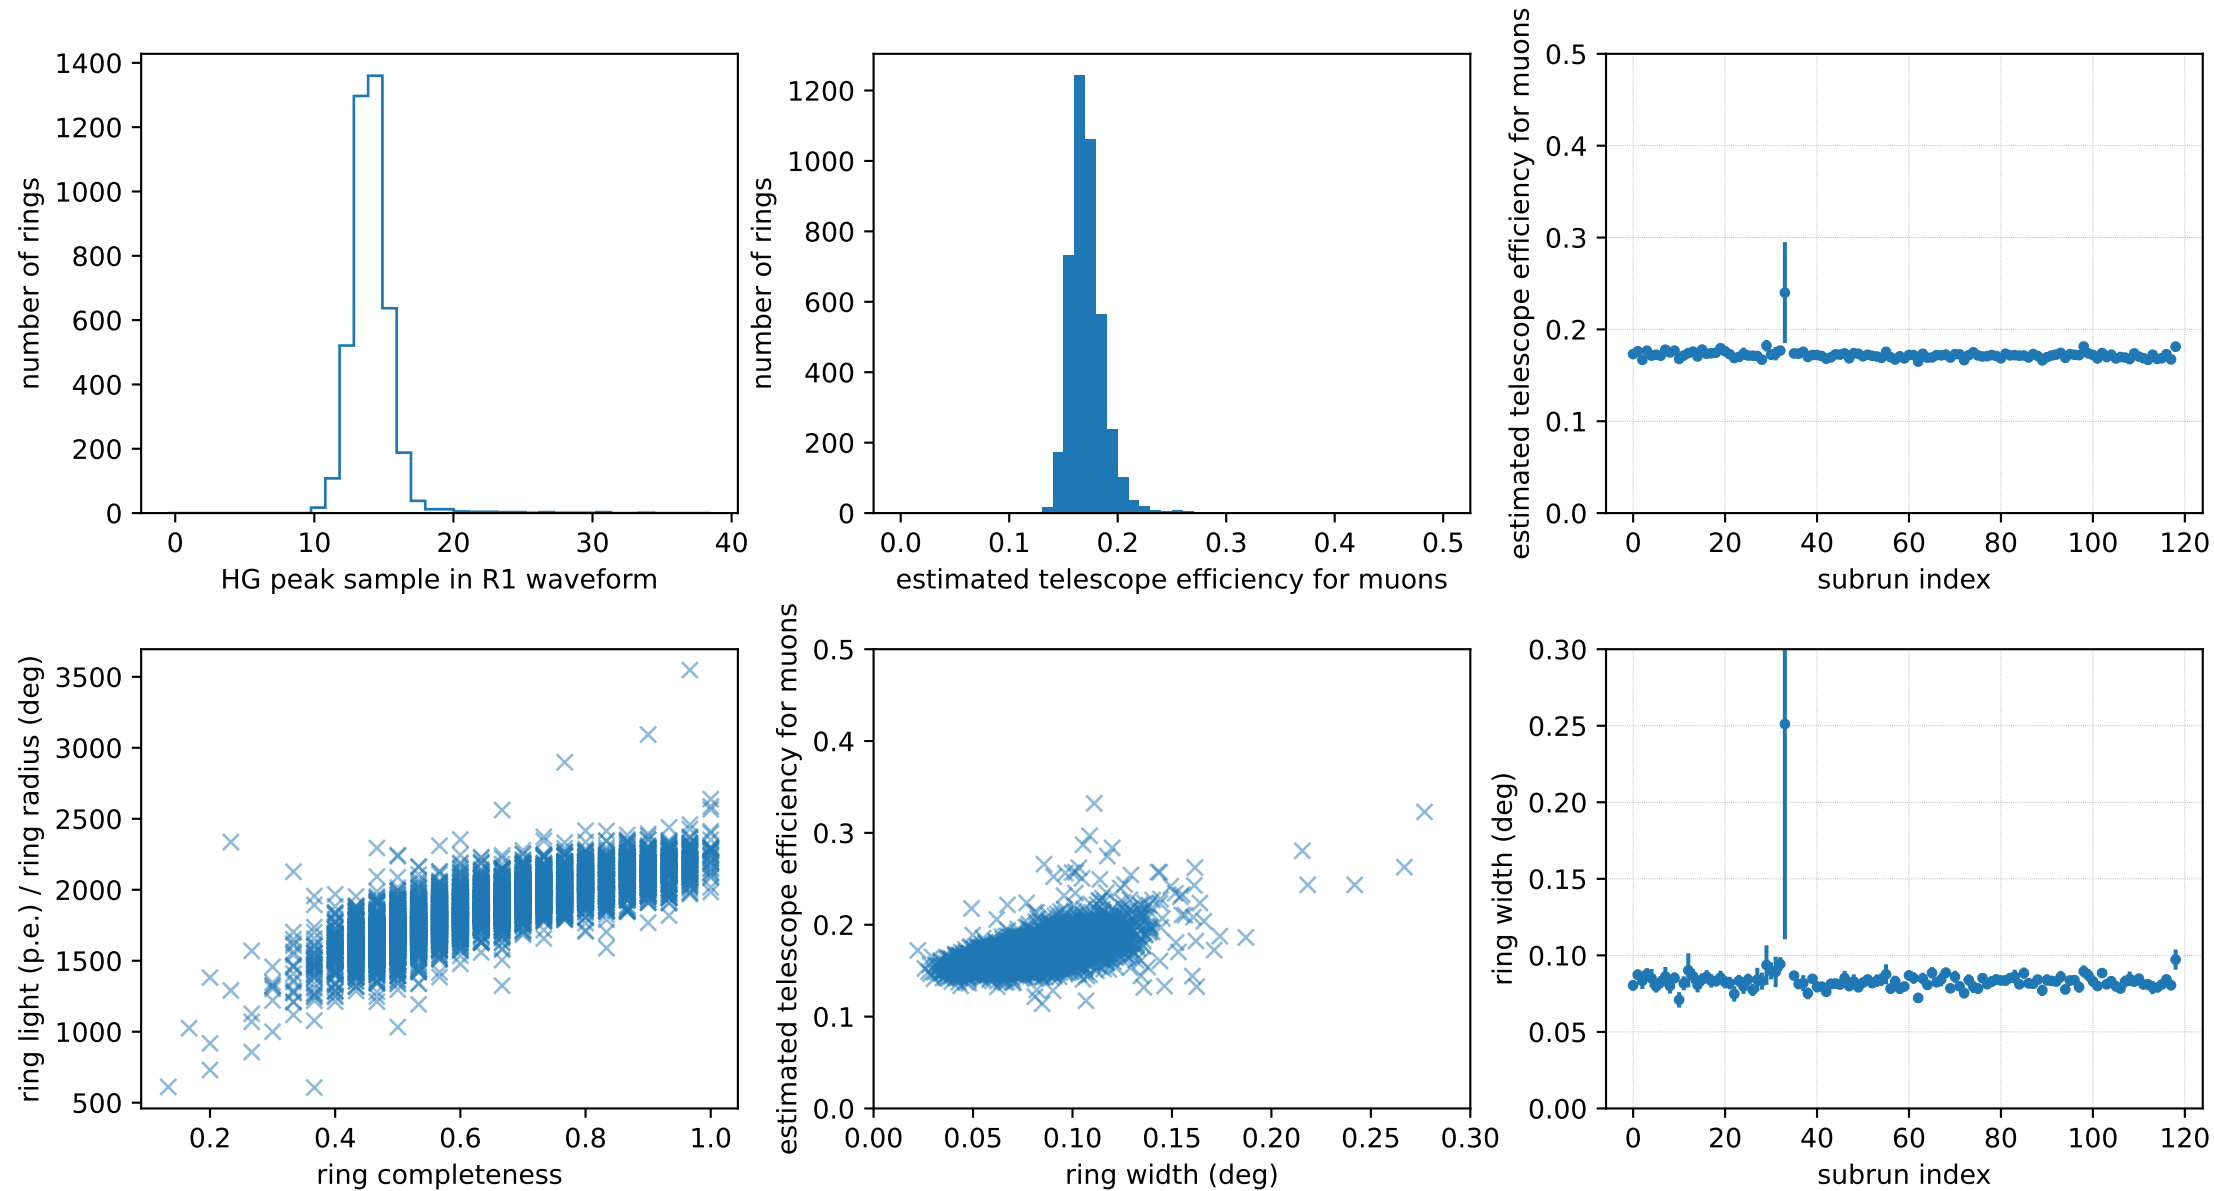 1400
1200
1000
800
600
400
200
0
number of rings
0 10 20 30 40
HG peak sample in R1 waveform
1200
1000
800
600
400
200
0
number of rings
0.0 0.1 0.2 0.3 0.4 0.5
estimated telescope efficiency for muons
0.5
0.4
0.3
0.2
0.1
0.0
estimated telescope efficiency for muons
0 20 40 60 80 100 120
subrun index
3500
3000
2500
2000
1500
1000
500
ring light (p.e.) / ring radius (deg)
0.2 0.4 0.6 0.8 1.0
ring completeness
0.5
0.4
0.3
0.2
0.1
0.0
estimated telescope efficiency for muons
0.00 0.05 0.10 0.15 0.20 0.25 0.30
ring width (deg)
0.30
0.25
0.20
0.15
0.10
0.05
0.00
ring width (deg)
0 20 40 60 80 100 120
subrun index